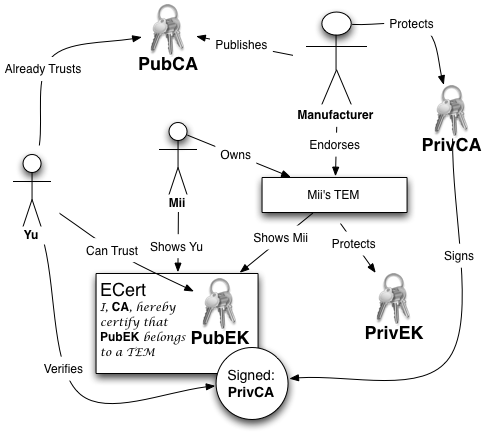 Protects
Publishes
Already Trusts
PubCA
Manufacturer
PrivCA
Endorses
Owns
Mii's TEM
Mii
Yu
Can Trust
Shows Yu
Shows Mii
Protects
Signs
ECert
I, CA, hereby
certify that
PubEK belongs
to a TEM
PubEK
PrivEK
Verifies
Signed:
PrivCA